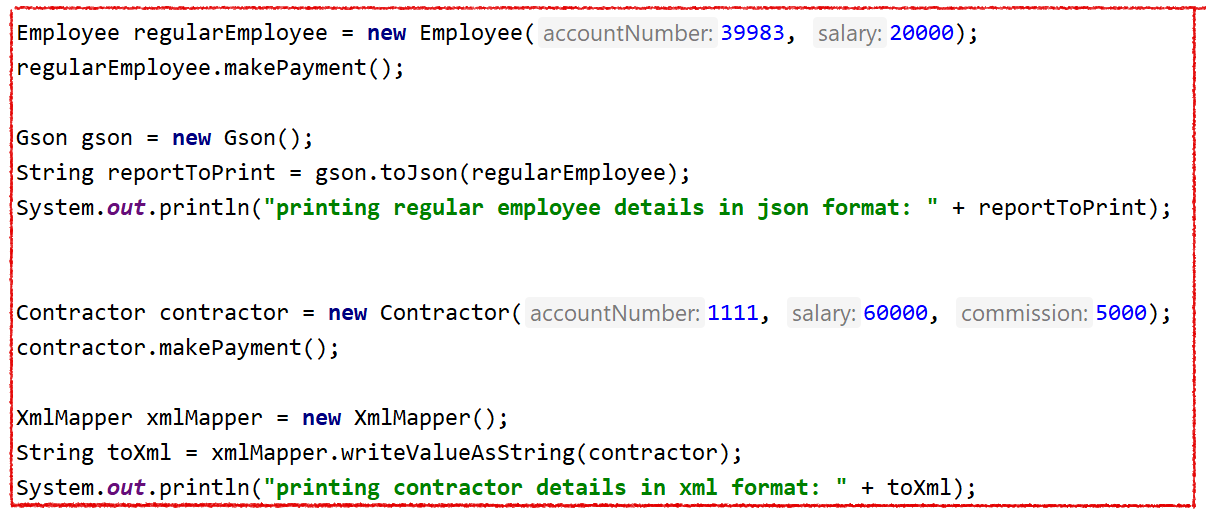 Employee regularEmployee = new Employee( accountNumber: 39983, salary: 20000);
regularEmployee.makePayment();
Gson gson = new Gson();
String reportToPrint = gson.toJson(regularEmployee);
System.out.println("printing regular employee details in json format: " + reportToPrint);
Contractor contractor = new Contractor( accountNumber: 1111, salary: 60000, commission: 5000);
contractor.makePayment();
XmlMapper xmlMapper = new XmlMapper();
String toXml = xmlMapper.writeValueAsString(contractor);
System.out.println("printing contractor details in xml format: " + toXml);